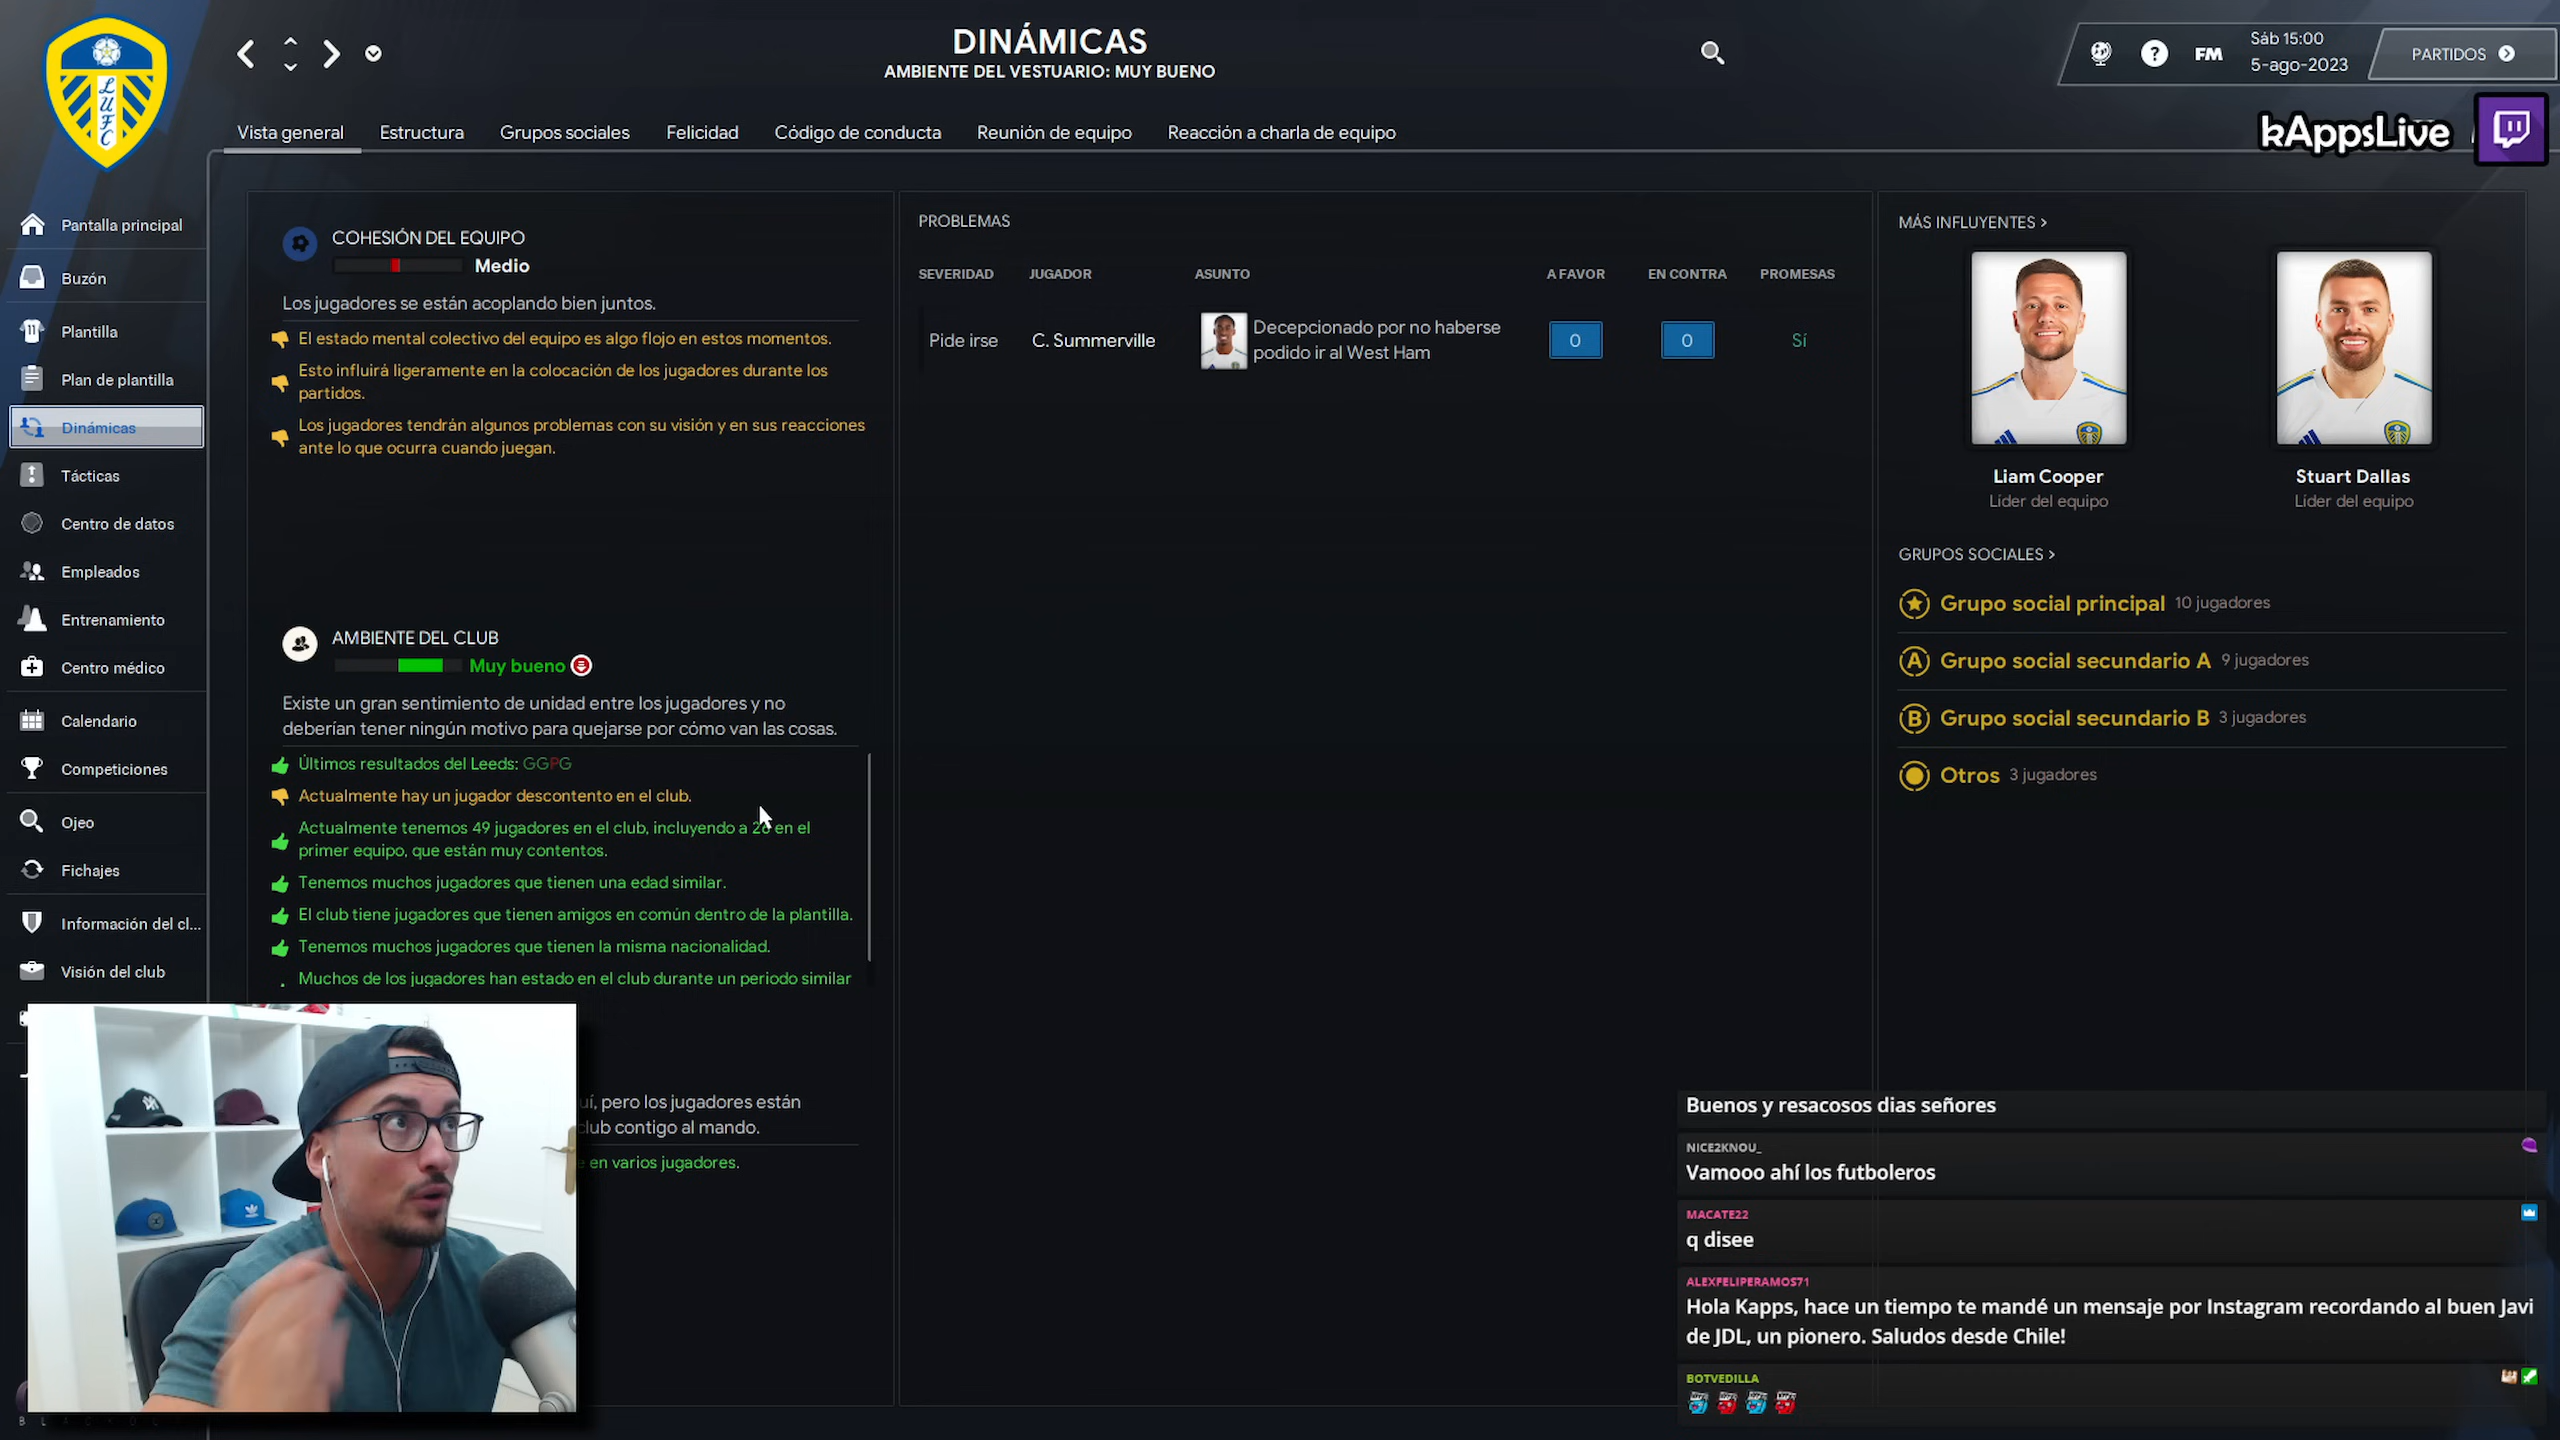 LUFC
DINÁMICAS
AMBIENTE DEL VESTUARIO: MUY BUENO
FM
Sáb 15:00
5-ago-2023
PARTIDOS
kAppsLive
Vista general
Estructura
Grupos sociales
Felicidad
Código de conducta
Reunión de equipo
Reacción a charla de equipo
Pantalla principal
Buzón
Plantilla
Plan de plantilla
Dinámicas
Tácticas
Centro de datos
Empleados
Entrenamiento
Centro médico
Calendario
Competiciones
Ojeo
Fichajes
Información del cl...
Visión del club
COHESIÓN DEL EQUIPO
Medio
Los jugadores se están acoplando bien juntos.
El estado mental colectivo del equipo es algo flojo en estos momentos.
Esto influirá ligeramente en la colocación de los jugadores durante los
partidos.
Los jugadores tendrán algunos problemas con su visión y en sus reacciones
ante lo que ocurra cuando juegan.
AMBIENTE DEL CLUB
Muy bueno
Existe un gran sentimiento de unidad entre los jugadores y no
deberían tener ningún motivo para quejarse por cómo van las cosas.
Últimos resultados del Leeds: GGPG
Actualmente hay un jugador descontento en el club.
Actualmente tenemos 49 jugadores en el club, incluyendo a en el
primer equipo, que están muy contentos.
Tenemos muchos jugadores que tienen una edad similar.
El club tiene jugadores que tienen amigos en común dentro de la plantilla.
Tenemos muchos jugadores que tienen la misma nacionalidad.
Muchos de los jugadores han estado en el club durante un periodo similar
pero los jugadores están
contigo al mando.
en varios jugadores.
PROBLEMAS
SEVERIDAD JUGADOR ASUNTO A FAVOR EN CONTRA PROMESAS
Pide irse C. Summerville Decepcionado por no haberse
podido ir al West Ham 0 0 Sí
MÁS INFLUYENTES >
Liam Cooper
Líder del equipo
Stuart Dallas
Líder del equipo
GRUPOS SOCIALES >
Grupo social principal 10 jugadores
A Grupo social secundario A 9 jugadores
B Grupo social secundario B 3 jugadores
Otros 3 jugadores
Buenos y resacosos dias señores
NICE2KNOU_
Vamooo ahí los futboleros
MACATE22
q disee
ALEXFELIPERAMOS71
Hola Kapps, hace un tiempo te mandé un mensaje por Instagram recordando al buen Javi
de JDL, un pionero. Saludos desde Chile!
BOTVEDILLA